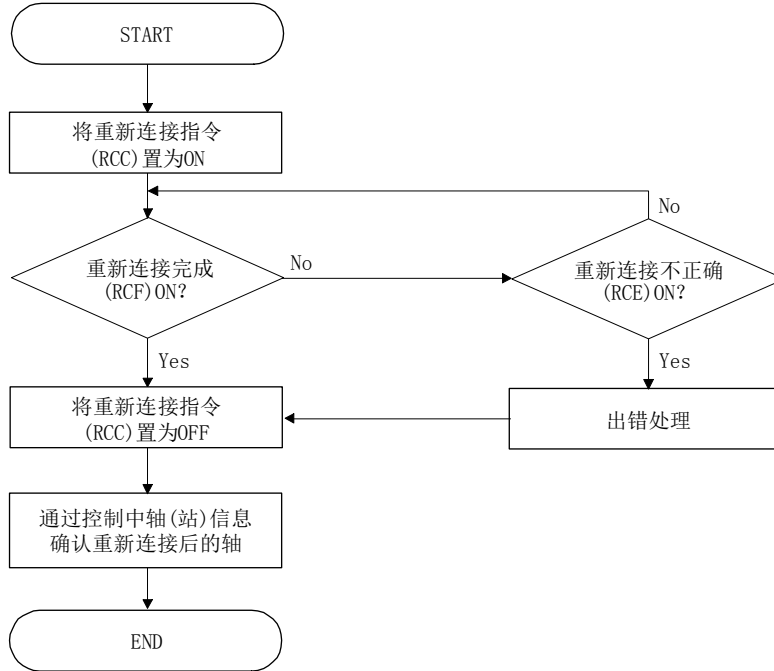 START
将重新连接指令
(RCC)置为ON
No
重新连接完成
(RCF)ON?
No
重新连接不正确
(RCE)ON?
Yes
Yes
将重新连接指令
(RCC)置为OFF
出错处理
通过控制中轴(站)信息
确认重新连接后的轴
END